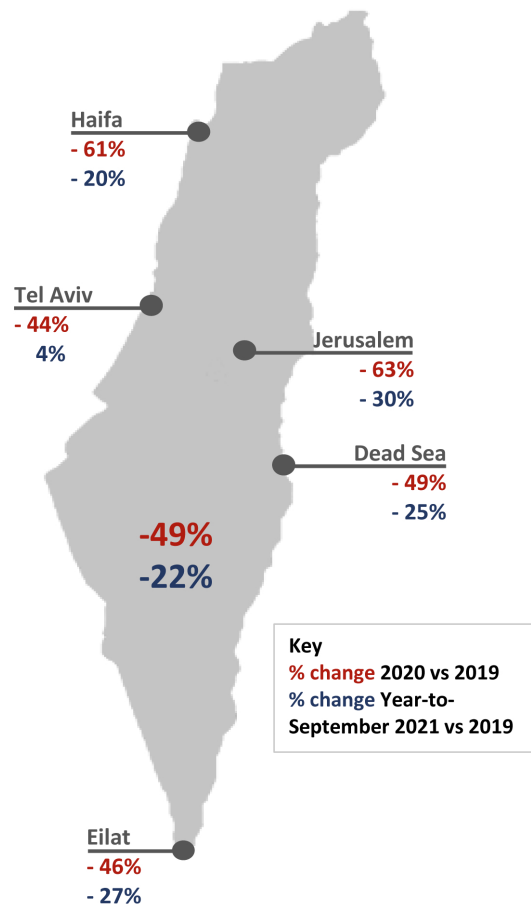 Haifa
- 61%
- 20%
Tel Aviv
- 44%
4%
Jerusalem
- 63%
- 30%
Dead Sea
- 49%
- 25%
-49%
-22%
Key
% change 2020 vs 2019
% change Year-to-
September 2021 vs 2019
Eilat
- 46%
- 27%